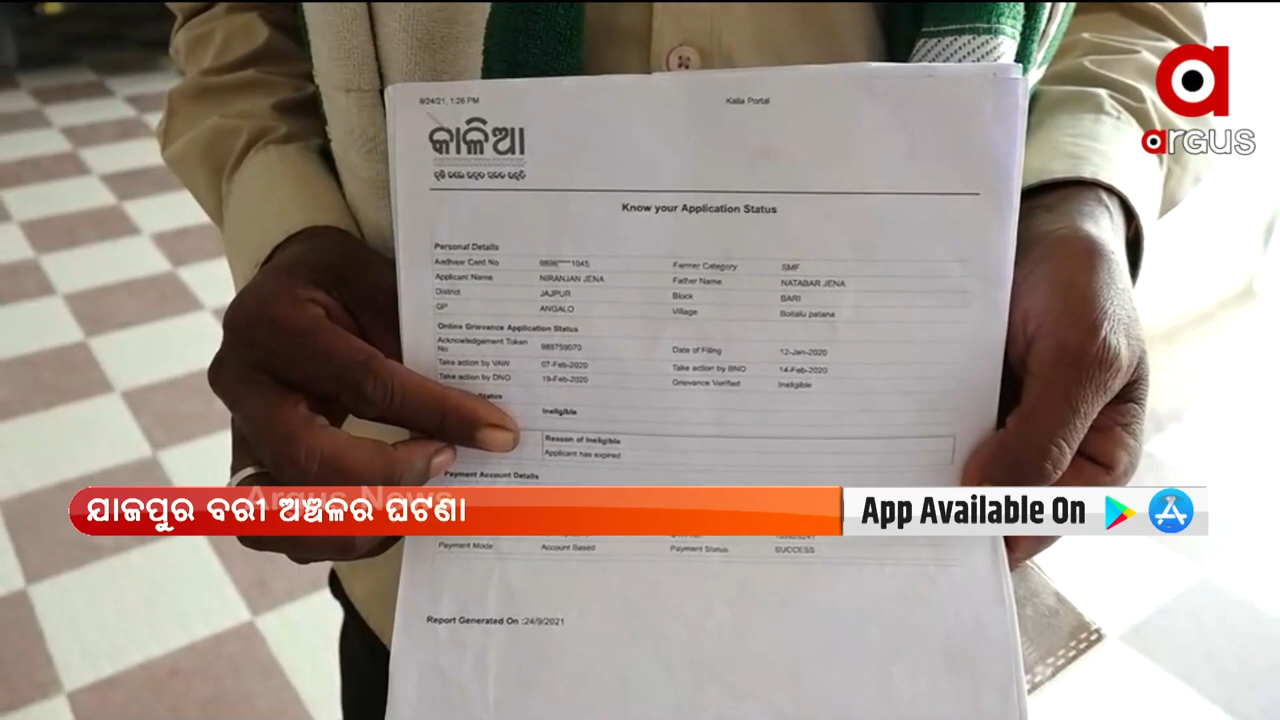 argus
8/24/21, 1:26 PM Kalia Portal
କାଳିଆ
Know your Application Status
Personal Details
Aadhaar Card No 9898****1045 Farmer Category SMF
Applicant Name NIRANJAN JENA Father Name NATABAR JENA
District JAJPUR Block BARI
GP ANGALO Village Boitalu patana
Online Grievance Application Status
Acknowledgement Token No 989759070 Date of Filing 12-Jan-2020
Take action by VAW 07-Feb-2020 Take action by BNO 14-Feb-2020
Take action by DNO 19-Feb-2020 Grievance Verified Ineligible
Status
Ineligible
Reason of Ineligible
Applicant has expired
Payment Account Details
Argus News
ଯାଜପୁର ବରୀ ଅଞ୍ଚଳର ଘଟଣା
App Available On
Payment Mode Account Based Payment Status SUCCESS
Report Generated On :24/9/2021